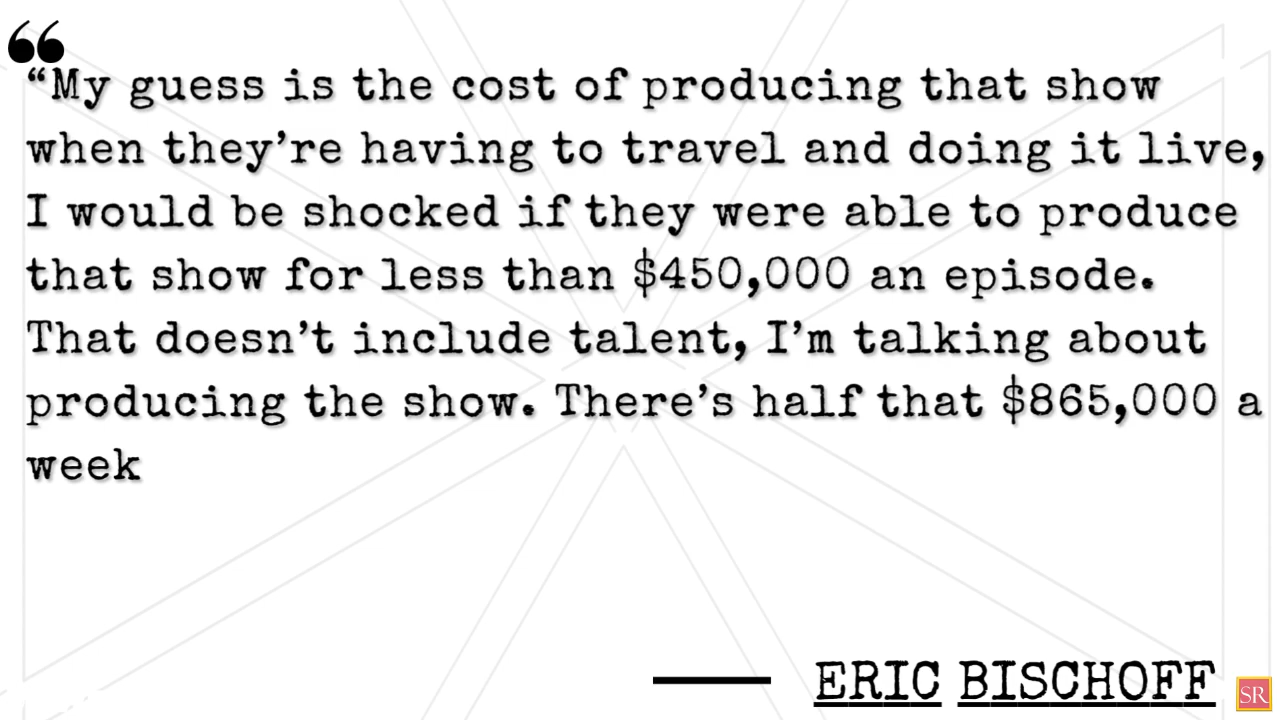 ❝
“My guess is the cost of producing that show
when they’re having to travel and doing it live,
I would be shocked if they were able to produce
that show for less than $450,000 an episode.
That doesn’t include talent, I’m talking about
producing the show. There’s half that $865,000 a
week
— ERIC BISCHOFF
SR